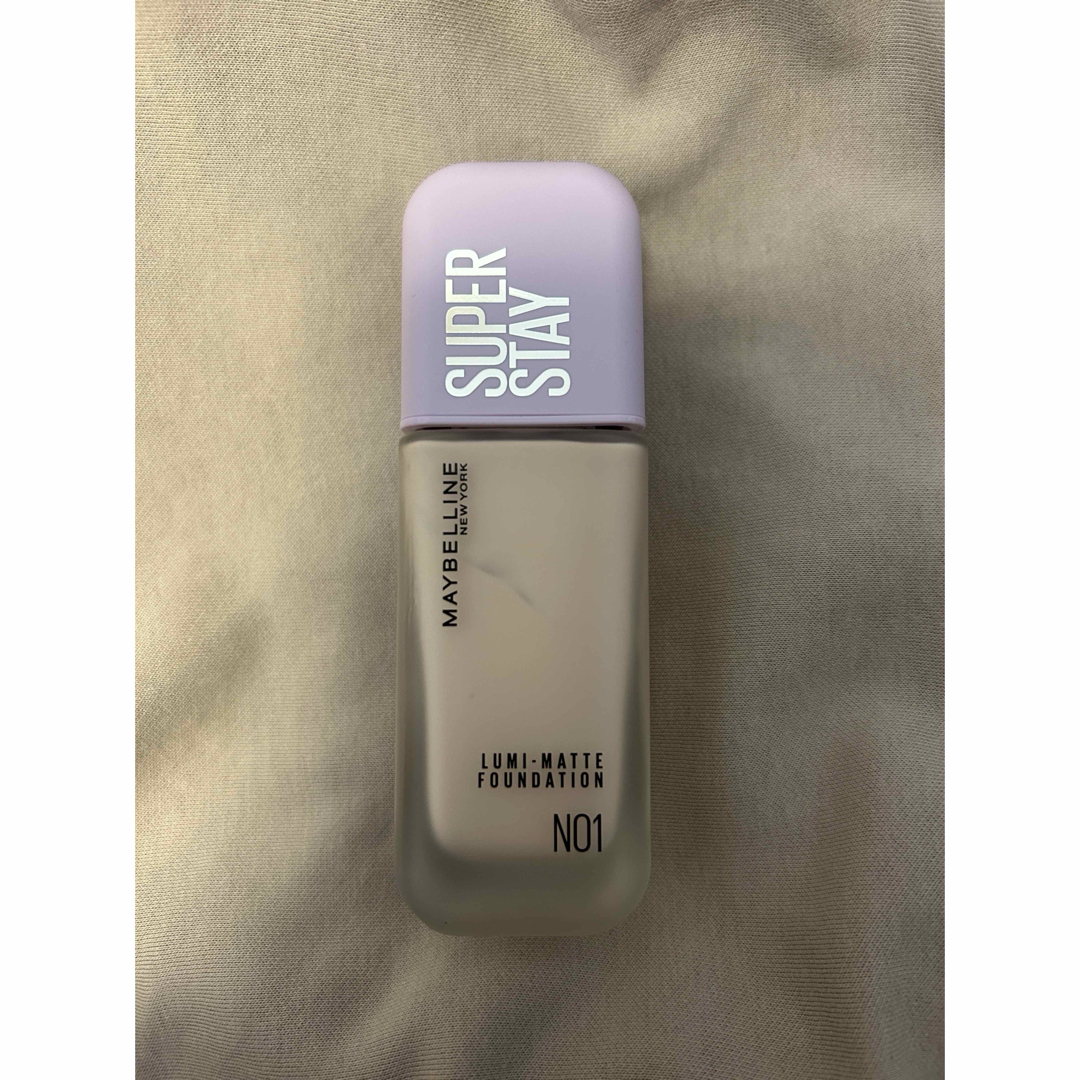 SUPER
STAY
MAYBELLINE
NEW YORK
LUMI-MATTE
FOUNDATION
N01